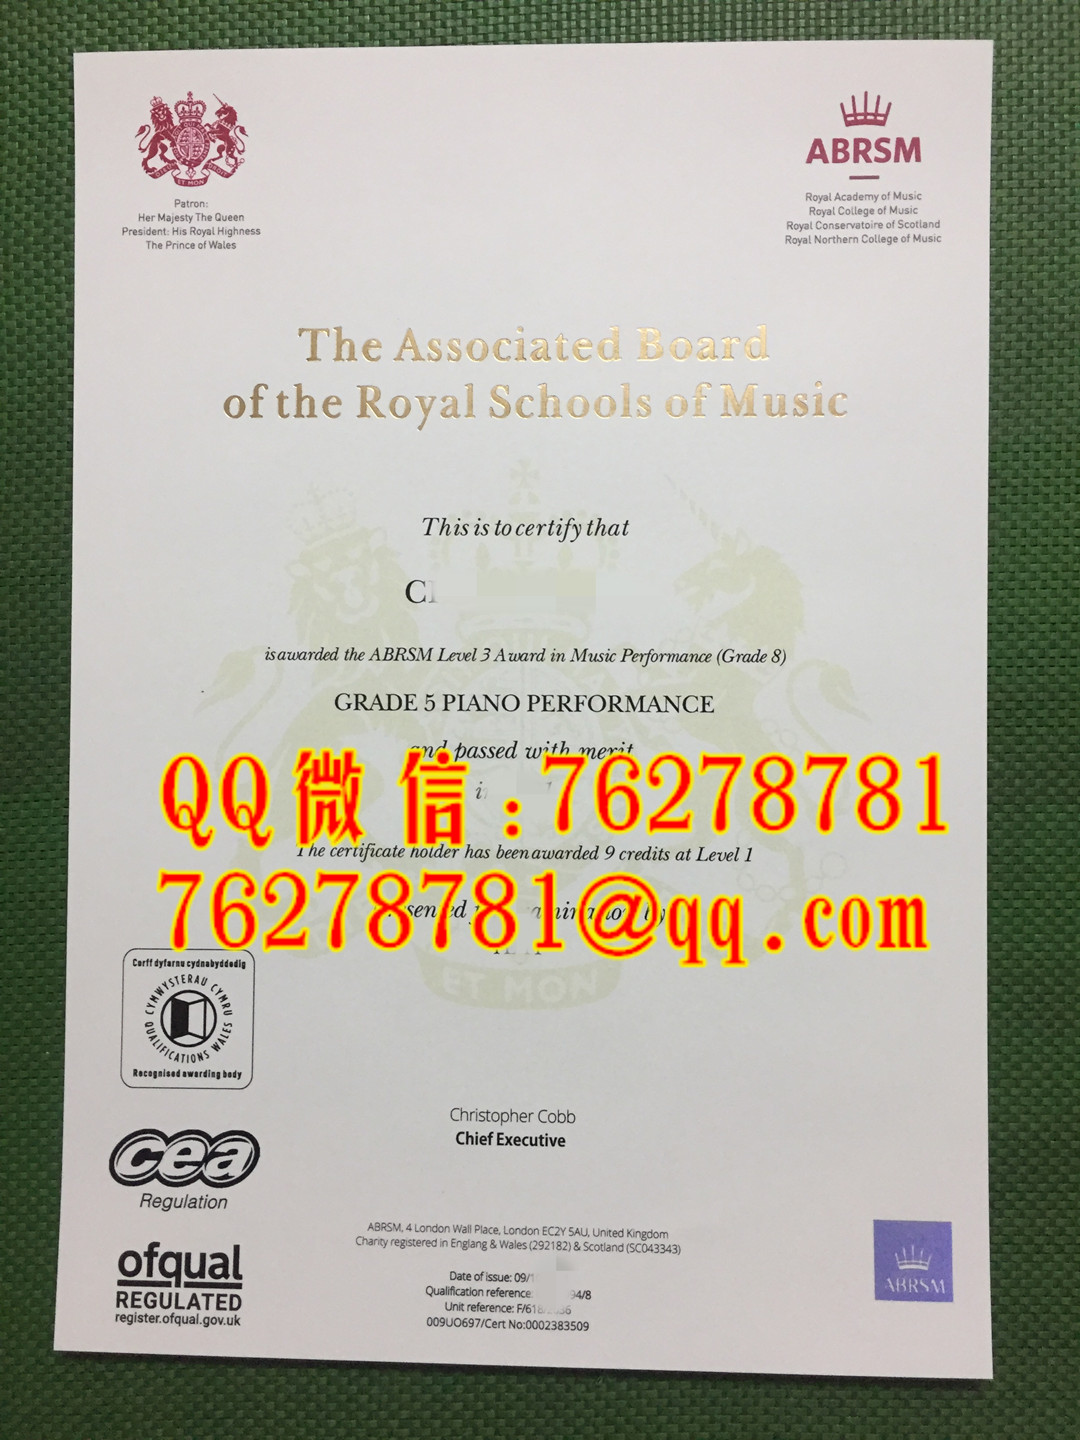 Patron:
Her Majesty The Queen
President: His Royal Highness
The Prince of Wales
ABRSM
Royal Academy of Music
Royal College of Music
Royal Conservatoire of Scotland
Royal Northern College of Music
The Associated Board
of the Royal Schools of Music
This is to certify that
is awarded the ABRSM Level 3 Award in Music Performance (Grade 8)
GRADE 5 PIANO PERFORMANCE
and passed with merit
QQ微信:76278781
The certificate holder has been awarded 9 credits at Level 1
76278781@qq.com
ET MON
Corff dyfarnu cydnabyddedig
CYMWYSTERAU CYMRU
QUALIFICATIONS WALES
Recognised awarding body
cea
Regulation
ofqual
REGULATED
register.ofqual.gov.uk
Christopher Cobb
Chief Executive
ABRSM, 4 London Wall Place, London EC2Y 5AU, United Kingdom
Charity registered in Englang & Wales (292182) & Scotland (SC043343)
Date of issue: 09/
Qualification reference: 94/8
Unit reference: F/618
009UO697/Cert No:0002383509
ABRSM